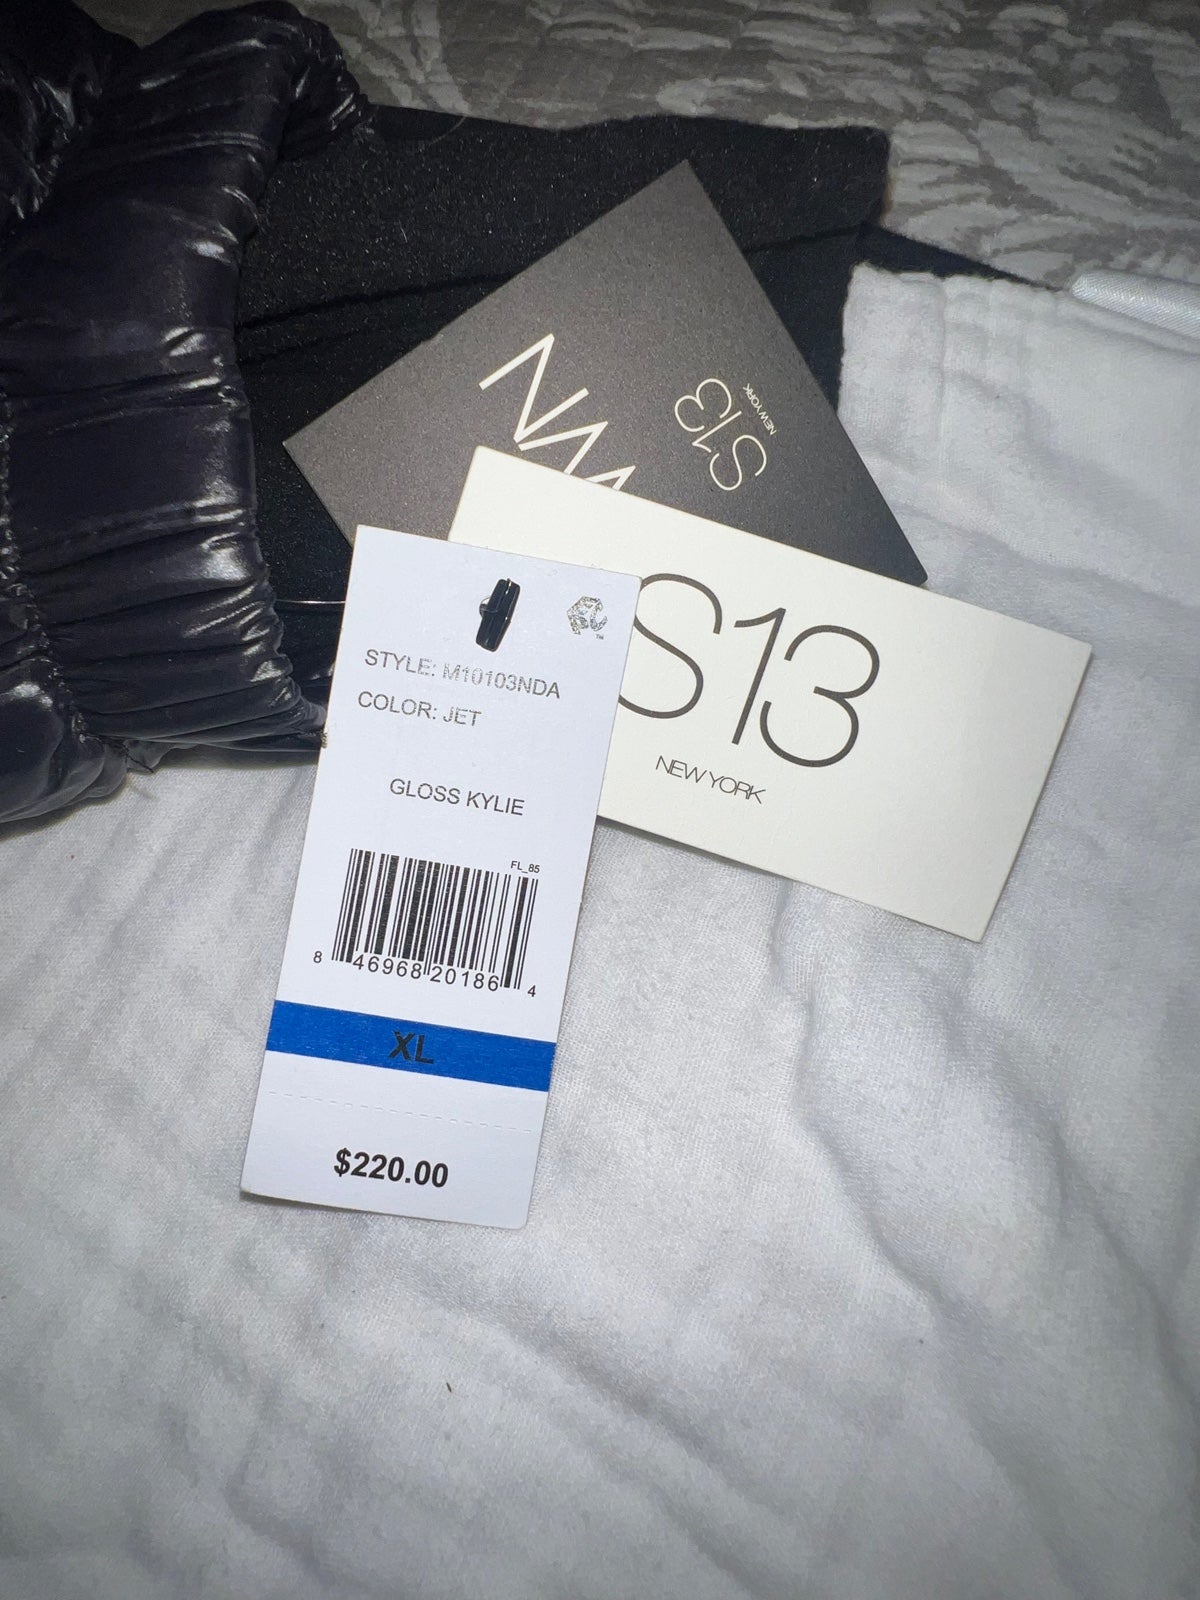 S13
NEW YORK
S13
NEW YORK
STYLE: M10103NDA
COLOR: JET
GLOSS KYLIE
FL_85
8 46968 20186 4
XL
$220.00